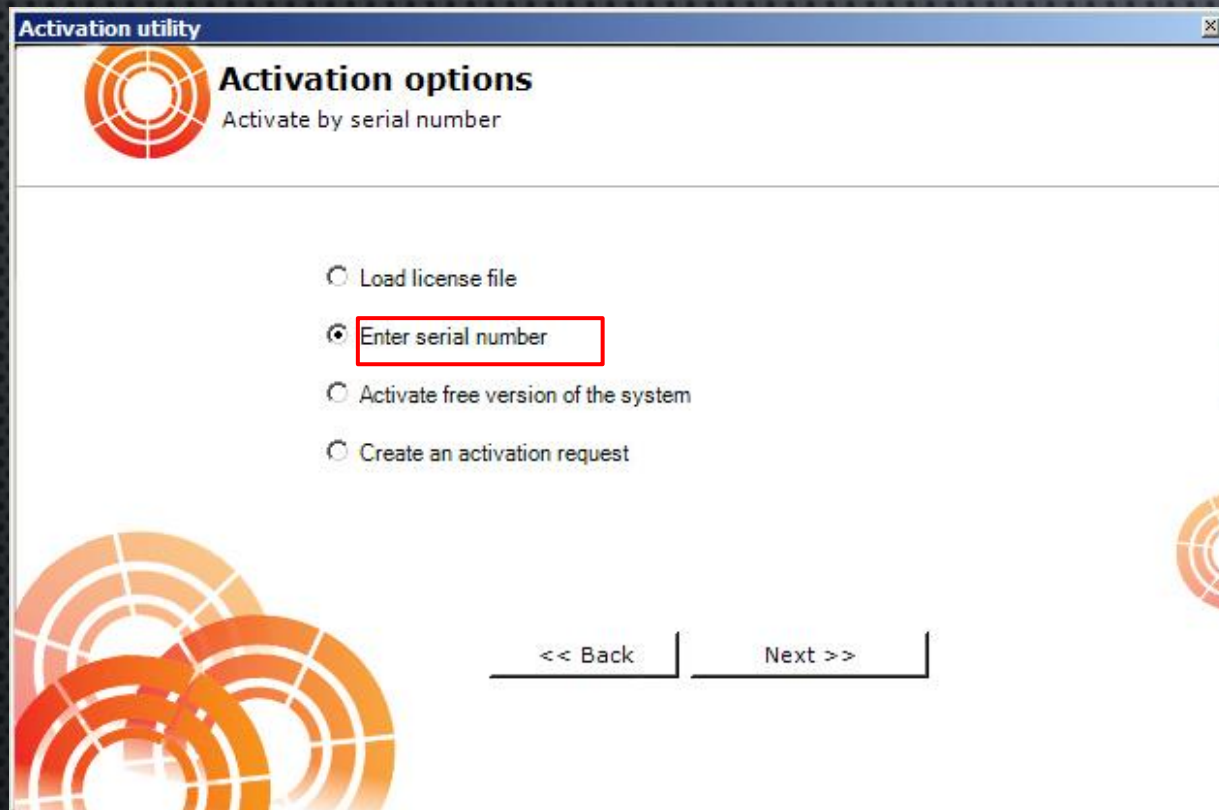 Activation utility
Activation options
Activate by serial number
Load license file
Enter serial number
Activate free version of the system
Create an activation request
<< Back Next >>